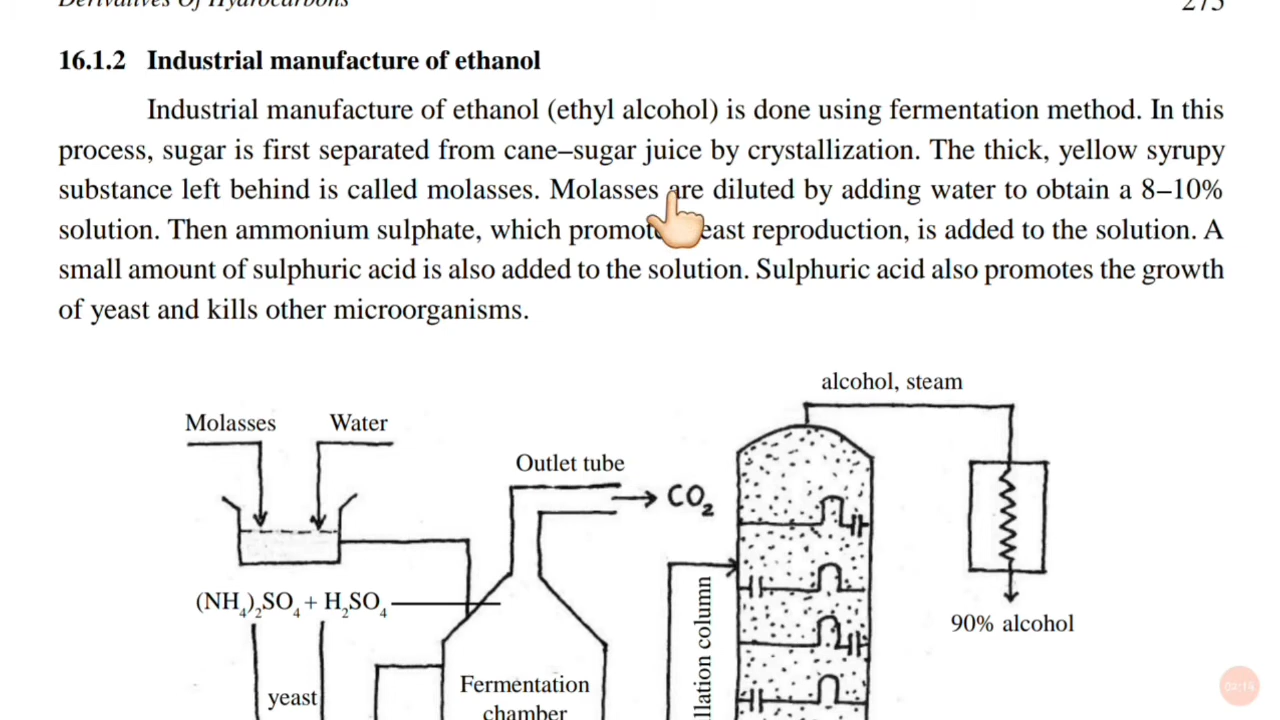 Derivatives Of Hydrocarbons 275
16.1.2 Industrial manufacture of ethanol
Industrial manufacture of ethanol (ethyl alcohol) is done using fermentation method. In this
process, sugar is first separated from cane–sugar juice by crystallization. The thick, yellow syrupy
substance left behind is called molasses. Molasses are diluted by adding water to obtain a 8–10%
solution. Then ammonium sulphate, which reproduction, is added to the solution. A
small amount of sulphuric acid is also added to the solution. Sulphuric acid also promotes the growth
of yeast and kills other microorganisms.
alcohol, steam
Molasses Water
Outlet tube
CO₂
(NH₄)₂SO₄ + H₂SO₄
90% alcohol
yeast
Fermentation
chamber
column